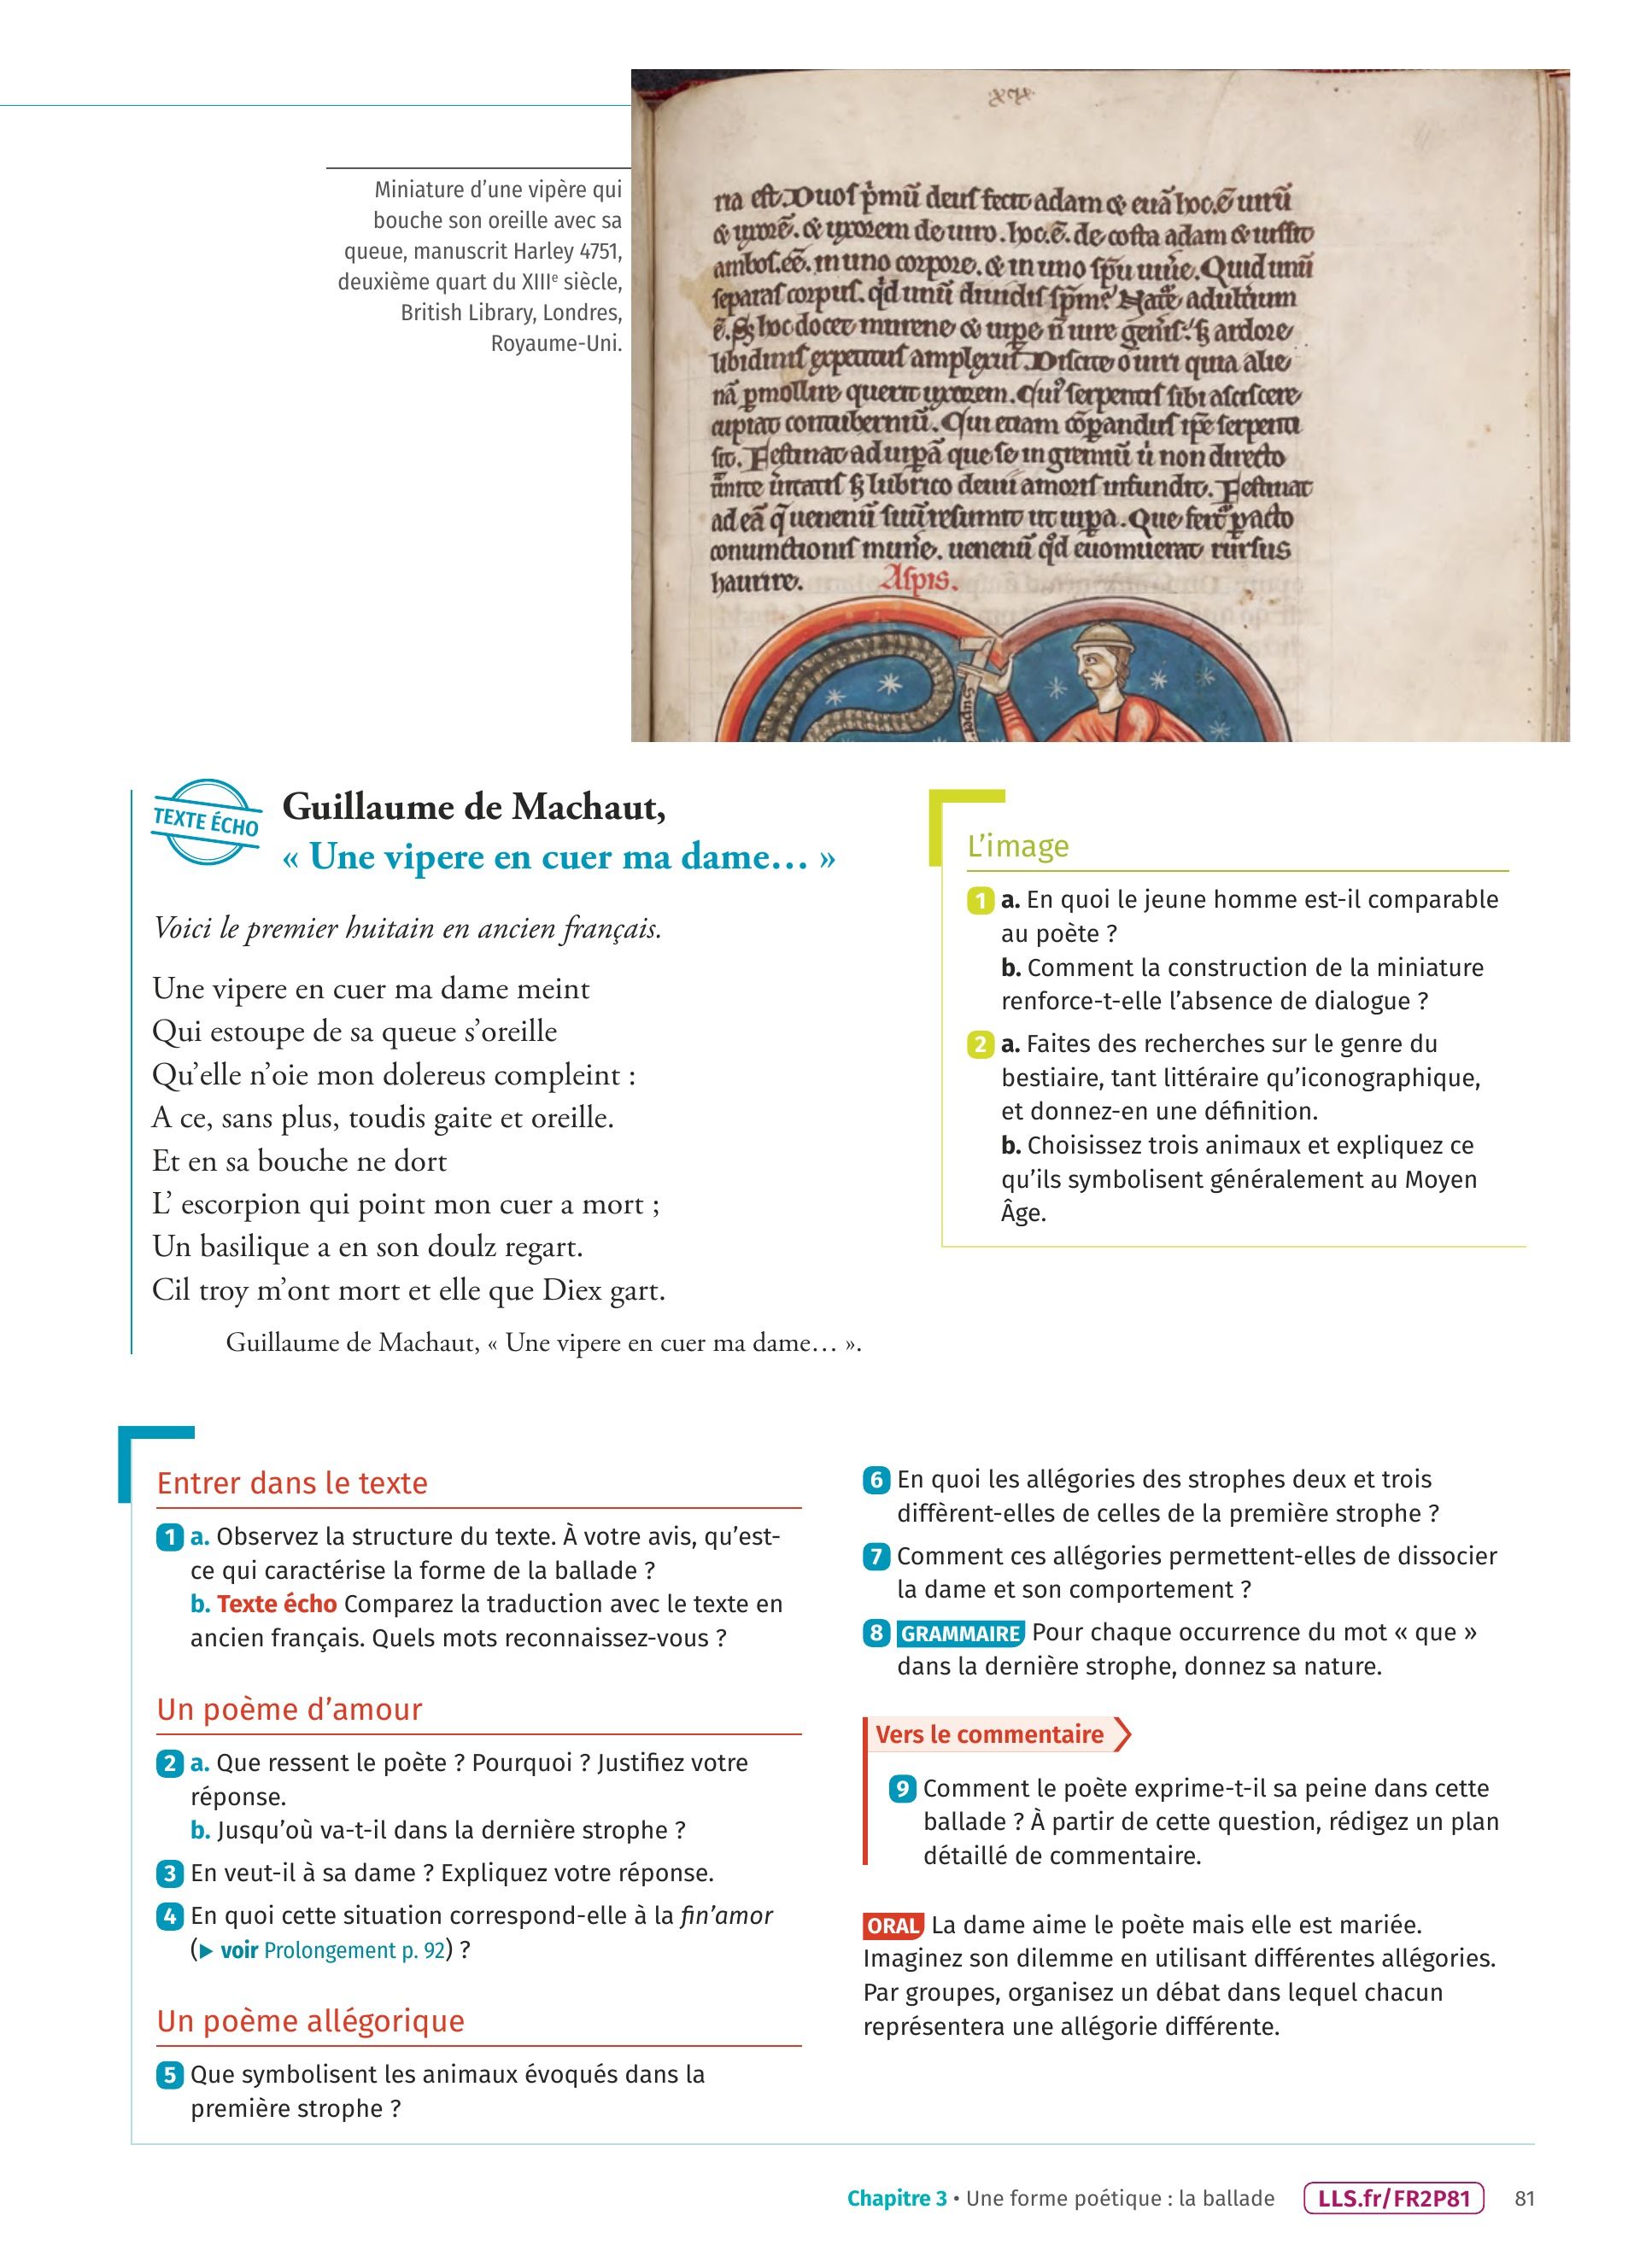 Miniature d’une vipère qui
bouche son oreille avec sa
queue, manuscrit Harley 4751,
deuxième quart du XIIIe siècle,
British Library, Londres,
Royaume-Uni.
Aspis.
TEXTE ÉCHO
Guillaume de Machaut,
« Une vipere en cuer ma dame… »
Voici le premier huitain en ancien français.
Une vipere en cuer ma dame meint
Qui estoupe de sa queue s’oreille
Qu’elle n’oie mon dolereus compleint :
A ce, sans plus, toudis gaite et oreille.
Et en sa bouche ne dort
L’ escorpion qui point mon cuer a mort ;
Un basilique a en son doulz regart.
Cil troy m’ont mort et elle que Diex gart.
Guillaume de Machaut, « Une vipere en cuer ma dame… ».
L’image
1 a. En quoi le jeune homme est-il comparable
au poète ?
b. Comment la construction de la miniature
renforce-t-elle l’absence de dialogue ?
2 a. Faites des recherches sur le genre du
bestiaire, tant littéraire qu’iconographique,
et donnez-en une définition.
b. Choisissez trois animaux et expliquez ce
qu’ils symbolisent généralement au Moyen
Âge.
Entrer dans le texte
1 a. Observez la structure du texte. À votre avis, qu’est-
ce qui caractérise la forme de la ballade ?
b. Texte écho Comparez la traduction avec le texte en
ancien français. Quels mots reconnaissez-vous ?
Un poème d’amour
2 a. Que ressent le poète ? Pourquoi ? Justifiez votre
réponse.
b. Jusqu’où va-t-il dans la dernière strophe ?
3 En veut-il à sa dame ? Expliquez votre réponse.
4 En quoi cette situation correspond-elle à la fin’amor
(▶ voir Prolongement p. 92) ?
Un poème allégorique
5 Que symbolisent les animaux évoqués dans la
première strophe ?
6 En quoi les allégories des strophes deux et trois
diffèrent-elles de celles de la première strophe ?
7 Comment ces allégories permettent-elles de dissocier
la dame et son comportement ?
8 GRAMMAIRE Pour chaque occurrence du mot « que »
dans la dernière strophe, donnez sa nature.
Vers le commentaire
9 Comment le poète exprime-t-il sa peine dans cette
ballade ? À partir de cette question, rédigez un plan
détaillé de commentaire.
ORAL La dame aime le poète mais elle est mariée.
Imaginez son dilemme en utilisant différentes allégories.
Par groupes, organisez un débat dans lequel chacun
représentera une allégorie différente.
Chapitre 3 • Une forme poétique : la ballade LLS.fr/FR2P81 81